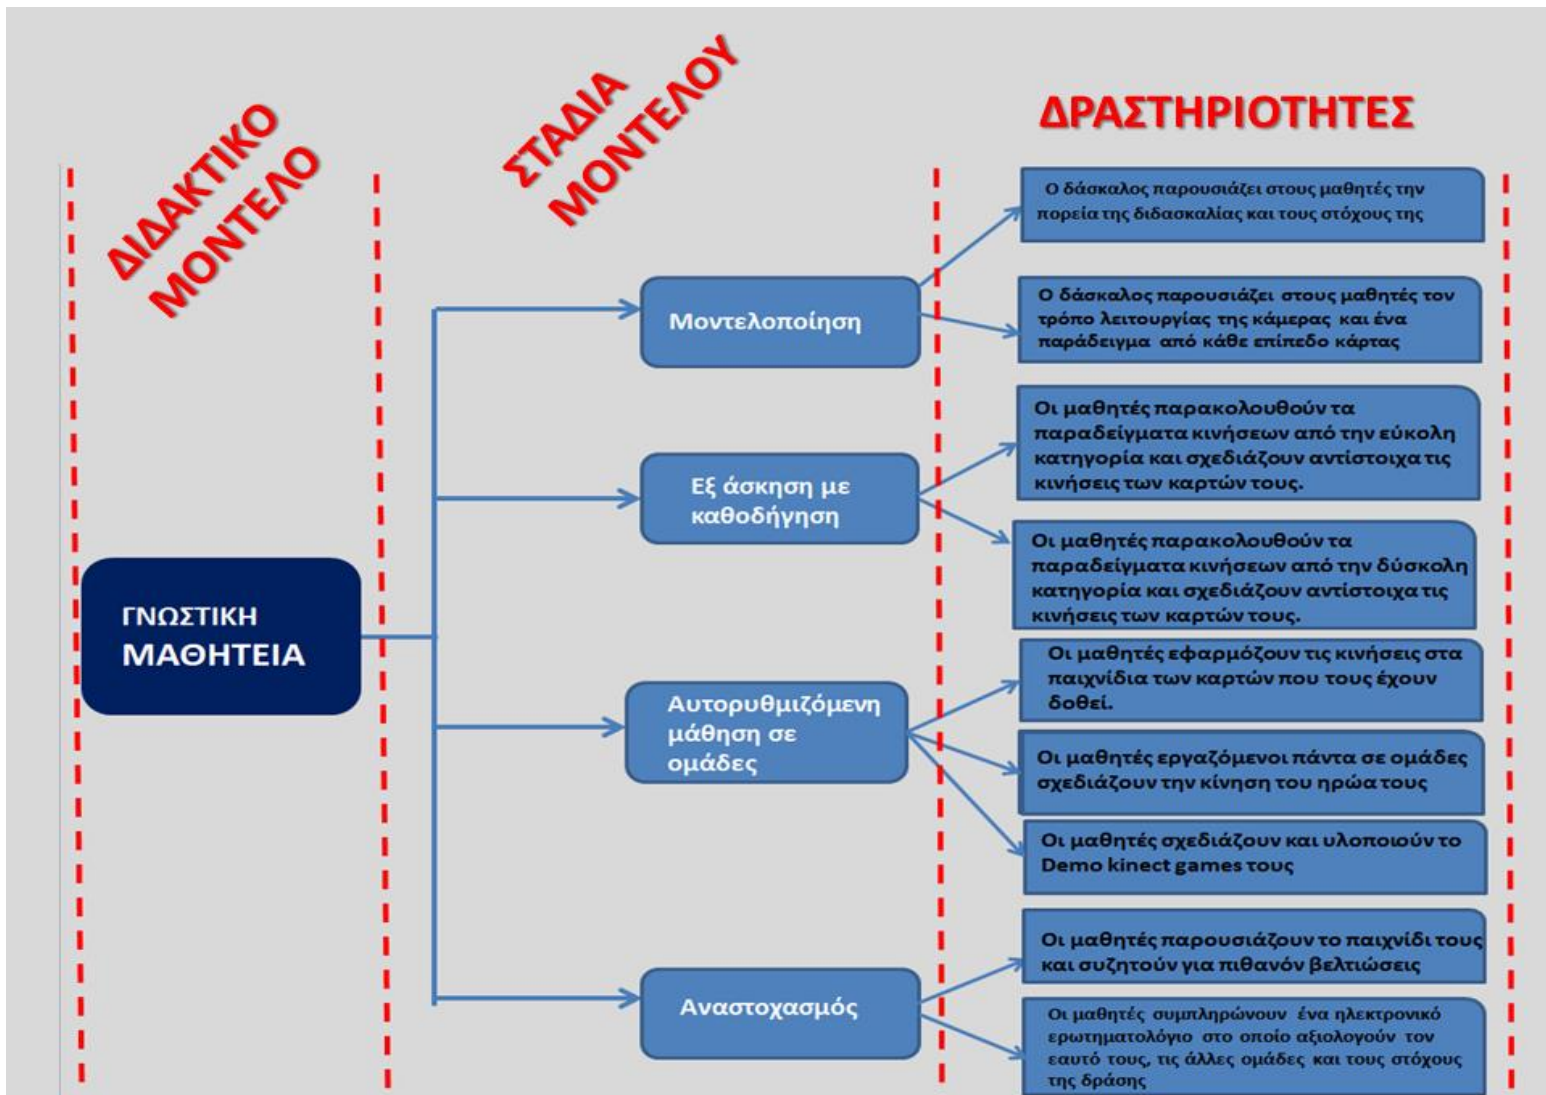 ΔΙΔΑΚΤΙΚΟ
ΜΟΝΤΕΛΟ
ΣΤΑΔΙΑ
ΜΟΝΤΕΛΟΥ
ΔΡΑΣΤΗΡΙΟΤΗΤΕΣ
ΓΝΩΣΤΙΚΗ
ΜΑΘΗΤΕΙΑ
Μοντελοποίηση
Ο δάσκαλος παρουσιάζει στους μαθητές την
πορεία της διδασκαλίας και τους στόχους της
Ο δάσκαλος παρουσιάζει στους μαθητές τον
τρόπο λειτουργίας της κάμερας και ένα
παράδειγμα από κάθε επίπεδο κάρτας
Εξ άσκηση με
καθοδήγηση
Οι μαθητές παρακολουθούν τα
παραδείγματα κινήσεων από την εύκολη
κατηγορία και σχεδιάζουν αντίστοιχα τις
κινήσεις των καρτών τους.
Οι μαθητές παρακολουθούν τα
παραδείγματα κινήσεων από την δύσκολη
κατηγορία και σχεδιάζουν αντίστοιχα τις
κινήσεις των καρτών τους.
Αυτορυθμιζόμενη
μάθηση σε
ομάδες
Οι μαθητές εφαρμόζουν τις κινήσεις στα
παιχνίδια των καρτών που τους έχουν
δοθεί.
Οι μαθητές εργαζόμενοι πάντα σε ομάδες
σχεδιάζουν την κίνηση του ηρώα τους
Οι μαθητές σχεδιάζουν και υλοποιούν το
Demo kinect games τους
Αναστοχασμός
Οι μαθητές παρουσιάζουν το παιχνίδι τους
και συζητούν για πιθανόν βελτιώσεις
Οι μαθητές συμπληρώνουν ένα ηλεκτρονικό
ερωτηματολόγιο στο οποίο αξιολογούν τον
εαυτό τους, τις άλλες ομάδες και τους στόχους
της δράσης